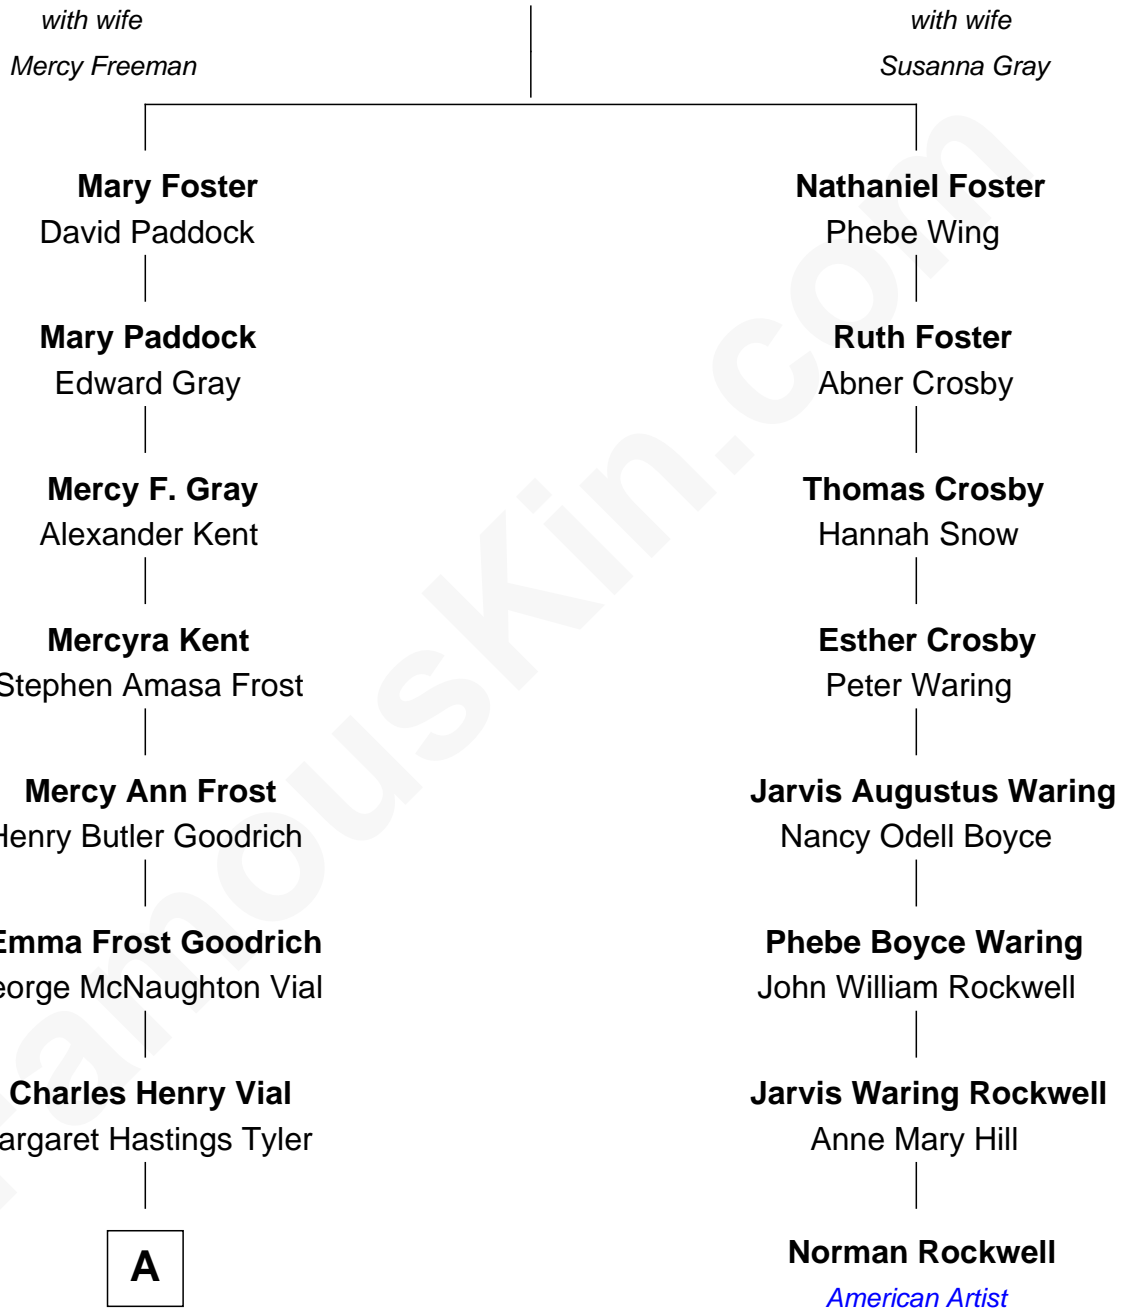 with wife
Mercy Freeman
with wife
Susanna Gray
Mary Foster
David Paddock
Nathaniel Foster
Phebe Wing
Mary Paddock
Edward Gray
Ruth Foster
Abner Crosby
Mercy F. Gray
Alexander Kent
Thomas Crosby
Hannah Snow
Mercyra Kent
Stephen Amasa Frost
Esther Crosby
Peter Waring
Mercy Ann Frost
Henry Butler Goodrich
Jarvis Augustus Waring
Nancy Odell Boyce
Emma Frost Goodrich
eorge McNaughton Vial
Phebe Boyce Waring
John William Rockwell
Charles Henry Vial
argaret Hastings Tyler
Jarvis Waring Rockwell
Anne Mary Hill
A
Norman Rockwell
American Artist
FamousKin.com